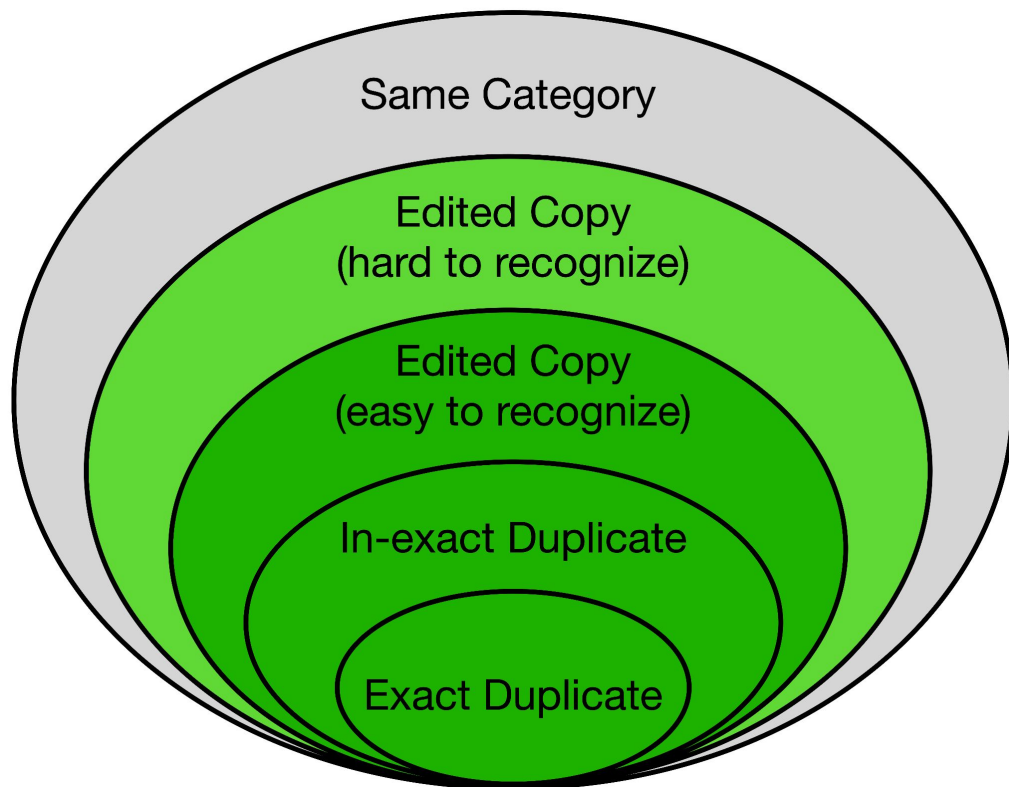 Same Category
Edited Copy
(hard to recognize)
Edited Copy
(easy to recognize)
In-exact Duplicate
Exact Duplicate